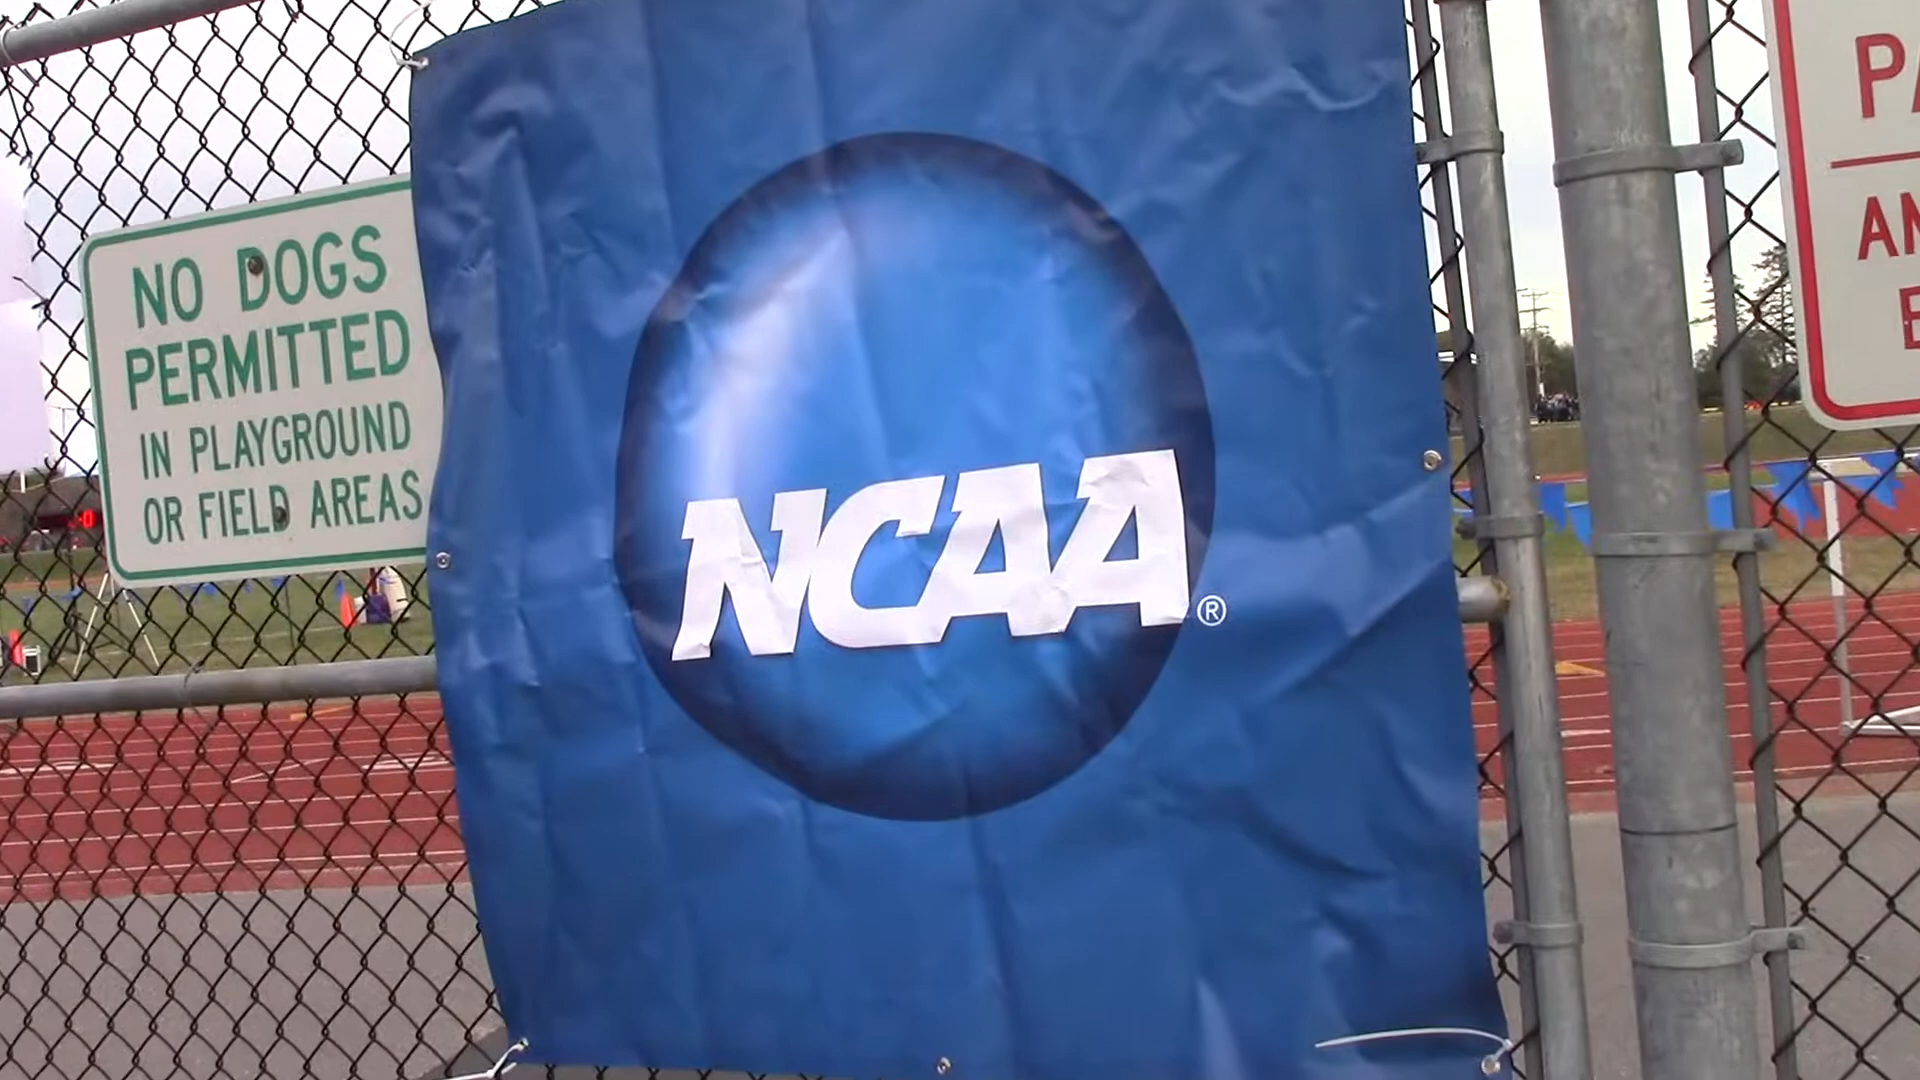 NO DOGS
PERMITTED
IN PLAYGROUND
OR FIELD AREAS
NCAA®